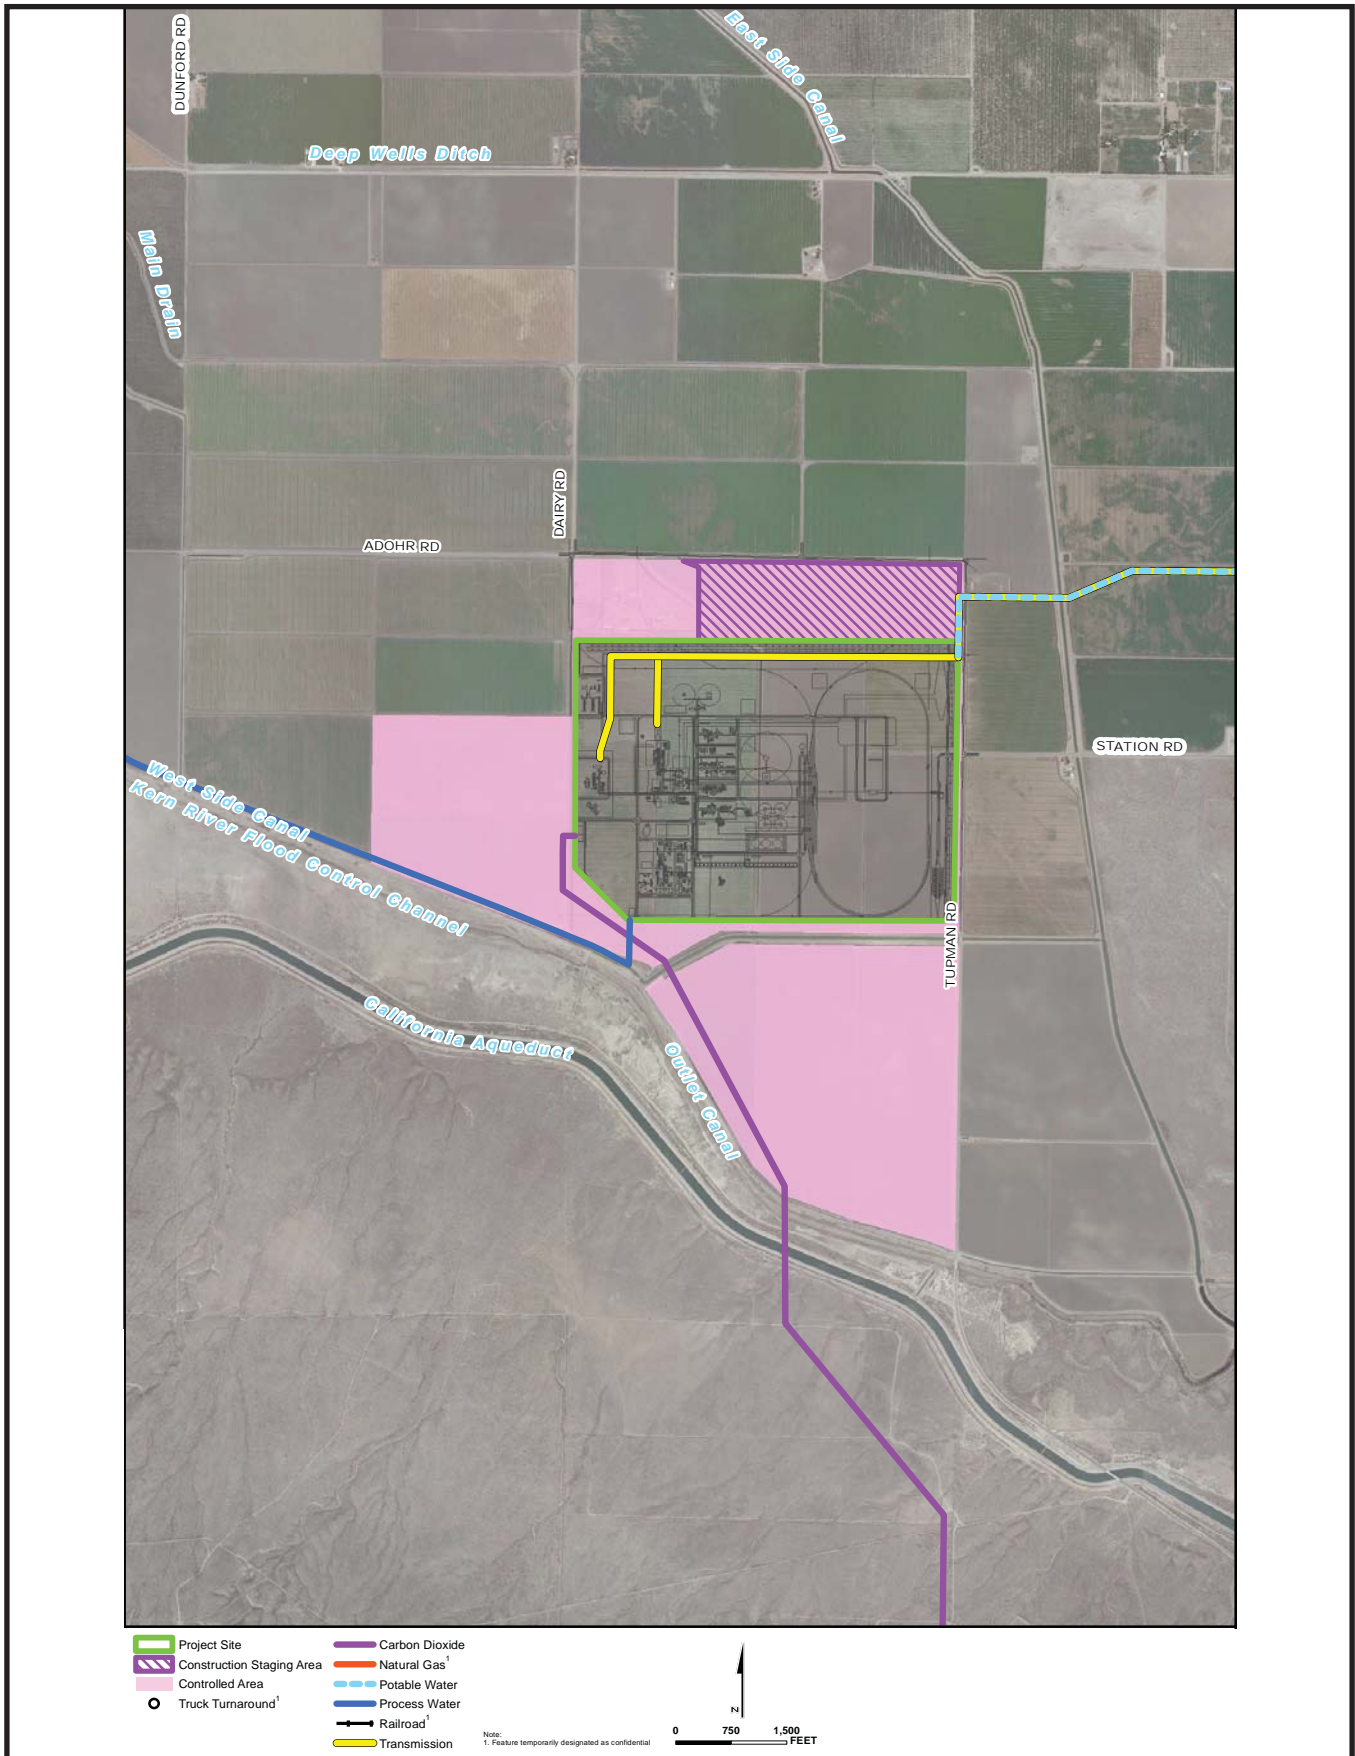 DUNFORD RD
East Side Canal
Deep Wells Ditch
Main Drain
DAIRY RD
ADOHR RD
STATION RD
West Side Canal
Kern River Flood Control Channel
TUPMAN RD
California Aqueduct
Outlet Canal
Project Site
Construction Staging Area
Controlled Area
Truck Turnaround1
Carbon Dioxide
Natural Gas1
Potable Water
Process Water
Railroad1
Transmission
Note:
1. Feature temporarily designated as confidential
N
0 750 1,500
FEET